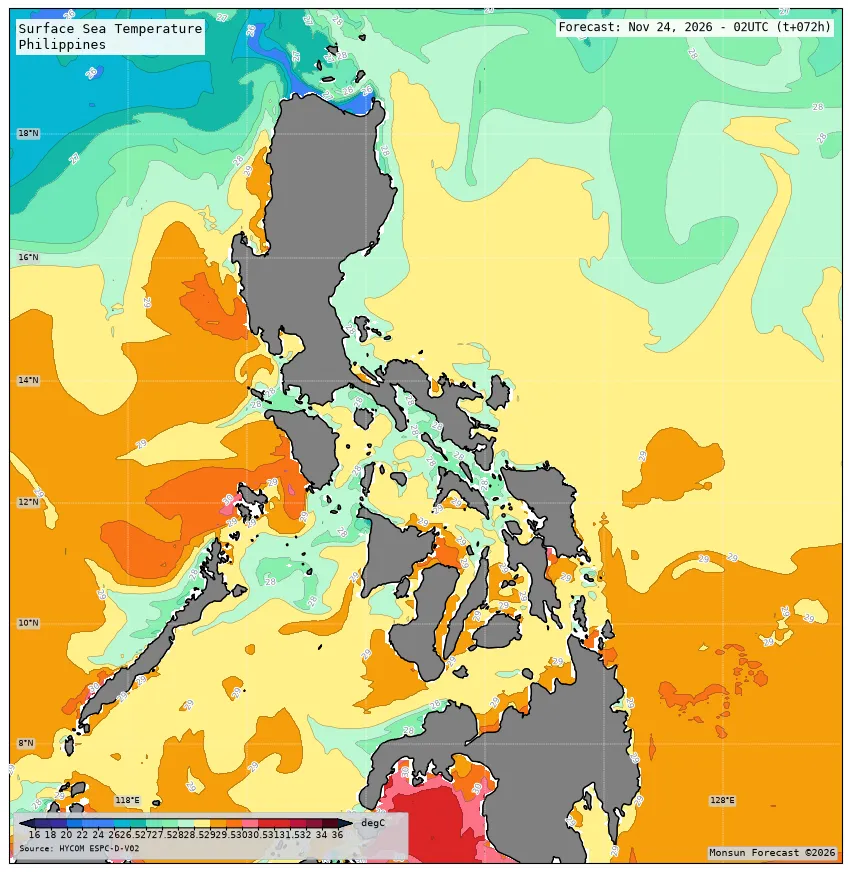 Surface Sea Temperature
Philippines
Forecast: Nov 24, 2026 - 02UTC (t+072h)
18°N
16°N
14°N
12°N
10°N
8°N
118°E
128°E
16 18 20 22 24 26 26.5 27 27.5 28 28.5 29 29.5 30 30.5 31 31.5 32 34 36 degC
Source: HYCOM ESPC-D-V02
Monsun Forecast ©2026